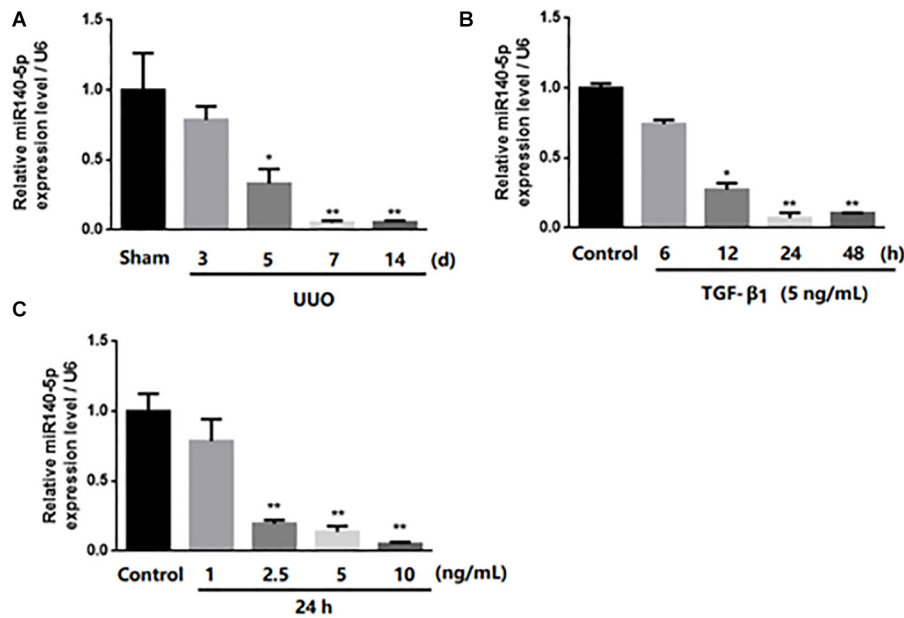 A
Relative miR140-5p
expression level / U6
1.5
1.0
0.5
0.0
*
**
**
Sham 3 5 7 14 (d)
UUO
B
Relative miR140-5p
expression level / U6
1.5
1.0
0.5
0.0
*
**
**
Control 6 12 24 48 (h)
TGF-β1 (5 ng/mL)
C
Relative miR140-5p
expression level / U6
1.5
1.0
0.5
0.0
**
**
**
Control 1 2.5 5 10 (ng/mL)
24 h